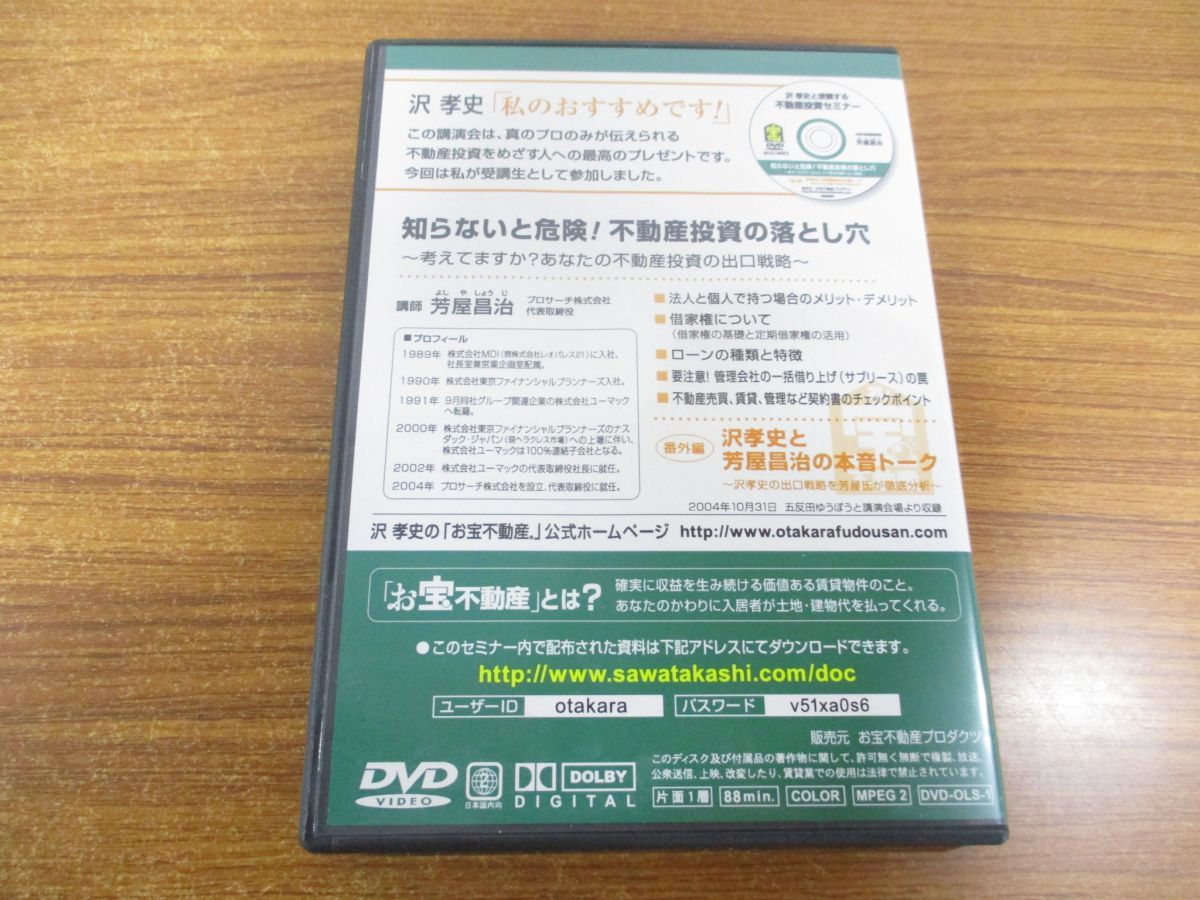 沢 孝史「私のおすすめです!」
この講演会は、真のプロのみが伝えられる
不動産投資をめざす人への最高のプレゼントです。
今回は私が受講生として参加しました。
沢 孝史と受講する
不動産投資セミナー
DVD
芳屋昌治
知らないと危険!不動産投資の落とし穴
知らないと危険! 不動産投資の落とし穴
~考えてますか?あなたの不動産投資の出口戦略~
よし や しょう じ
講師 芳屋昌治 プロサーチ株式会社
代表取締役
■プロフィール
1989年 株式会社MDI(現株式会社レオパレス21)に入社。
社長室兼営業企画室配属。
1990年 株式会社東京ファイナンシャルプランナーズ入社。
1991年 9月同社グループ関連企業の株式会社ユーマック
へ転籍。
2000年 株式会社東京ファイナンシャルプランナーズのナス
ダック・ジャパン(現ヘラクレス市場)への上場に伴い、
株式会社ユーマックは100%連結子会社となる。
2002年 株式会社ユーマックの代表取締役社長に就任。
2004年 プロサーチ株式会社を設立、代表取締役に就任。
■法人と個人で持つ場合のメリット・デメリット
■借家権について
(借家権の基礎と定期借家権の活用)
■ローンの種類と特徴
■要注意! 管理会社の一括借り上げ(サブリース)の罠
■不動産売買、賃貸、管理など契約書のチェックポイント
番外編 沢孝史と
芳屋昌治の本音トーク
~沢孝史の出口戦略を芳屋氏が徹底分析~
2004年10月31日 五反田ゆうぽうと講演会場より収録
沢 孝史の「お宝不動産。」公式ホームページ http://www.otakarafudousan.com
「お宝不動産」とは? 確実に収益を生み続ける価値ある賃貸物件のこと。
あなたのかわりに入居者が土地・建物代を払ってくれる。
●このセミナー内で配布された資料は下記アドレスにてダウンロードできます。
http://www.sawatakashi.com/doc
ユーザーID otakara パスワード v51xa0s6
販売元 お宝不動産プロダクツ
このディスク及び付属品の著作物に関して、許可無く無断で複製、放送、
公衆送信、上映、改変したり、賃貸業での使用は法律で禁止されています。
DVD VIDEO 2 日本国内向 DOLBY DIGITAL
片面1層 88min. COLOR MPEG 2 DVD-OLS-1